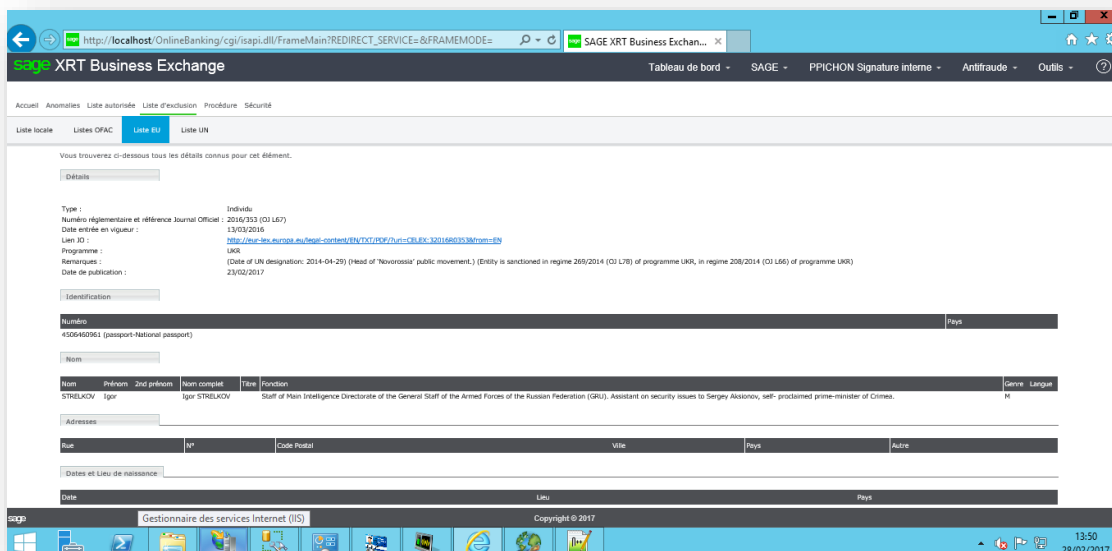 http://localhost/OnlineBanking/cgi/isapi.dll/FrameMain?REDIRECT_SERVICE=&FRAMEMODE=
SAGE XRT Business Exchan...
sage XRT Business Exchange
Tableau de bord SAGE PPICHON Signature interne Antifraude Outils
Accueil Anomalies Liste autorisée Liste d'exclusion Procédure Sécurité
Liste locale Listes OFAC Liste EU Liste UN
Vous trouverez ci-dessous tous les détails connus pour cet élément.
Détails
Type : Individu
Numéro réglementaire et référence Journal Officiel : 2016/353 (OJ L67)
Date entrée en vigueur : 13/03/2016
Lien JO : http://eur-lex.europa.eu/legal-content/EN/TXT/PDF/?uri=CELEX:32016R0353&from=EN
Programme : UKR
Remarques : (Date of UN designation: 2014-04-29) (Head of 'Novorossia' public movement.) (Entity is sanctioned in regime 269/2014 (OJ L78) of programme UKR, in regime 208/2014 (OJ L66) of programme UKR)
Date de publication : 23/02/2017
Identification
Numéro Pays
4506460961 (passport-National passport)
Nom
Nom Prénom 2nd prénom Nom complet Titre Fonction Genre Langue
STRELKOV Igor Igor STRELKOV Staff of Main Intelligence Directorate of the General Staff of the Armed Forces of the Russian Federation (GRU). Assistant on security issues to Sergey Aksionov, self- proclaimed prime-minister of Crimea. M
Adresses
Rue N° Code Postal Ville Pays Autre
Dates et Lieu de naissance
Date Lieu Pays
sage Gestionnaire des services Internet (IIS) Copyright © 2017
13:50
28/02/2017